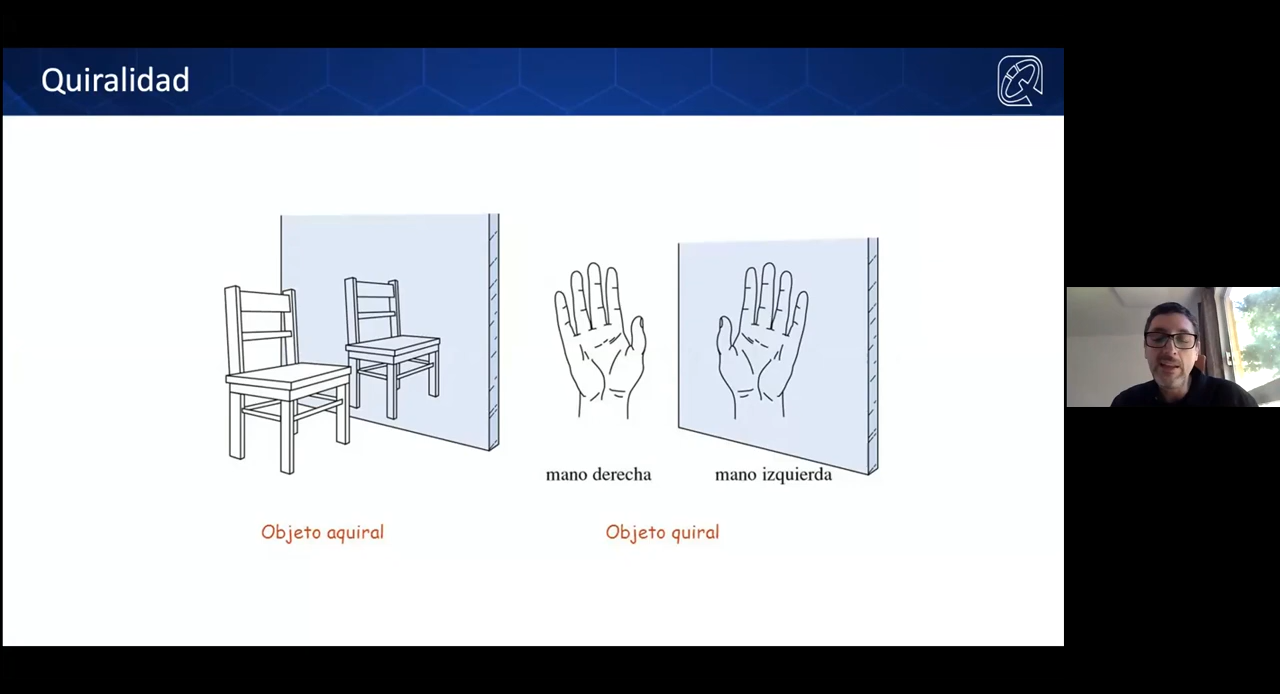 Quiralidad
mano derecha
mano izquierda
Objeto aquiral
Objeto quiral